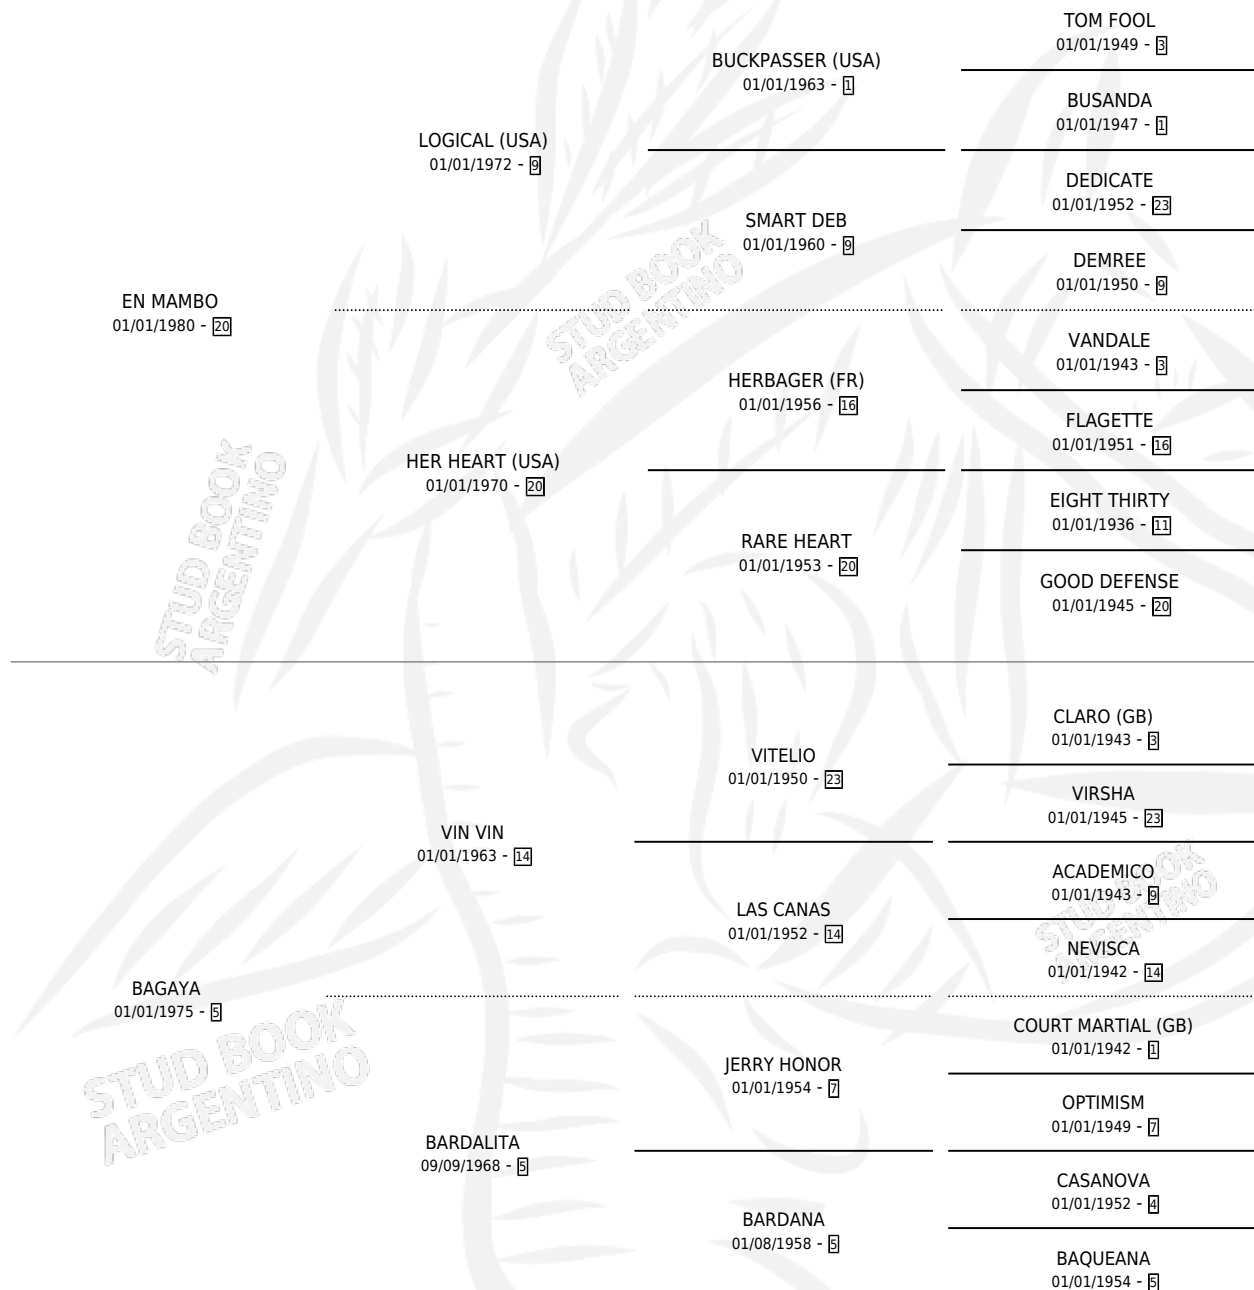 TOM FOOL
01/01/1949 - 3
BUCKPASSER (USA)
01/01/1963 - 1
BUSANDA
01/01/1947 - 1
LOGICAL (USA)
01/01/1972 - 9
DEDICATE
01/01/1952 - 23
SMART DEB
01/01/1960 - 9
DEMREE
01/01/1950 - 9
EN MAMBO
01/01/1980 - 20
VANDALE
01/01/1943 - 3
HERBAGER (FR)
01/01/1956 - 16
FLAGETTE
01/01/1951 - 16
HER HEART (USA)
01/01/1970 - 20
EIGHT THIRTY
01/01/1936 - 11
RARE HEART
01/01/1953 - 20
GOOD DEFENSE
01/01/1945 - 20
CLARO (GB)
01/01/1943 - 3
VITELIO
01/01/1950 - 23
VIRSHA
01/01/1945 - 23
VIN VIN
01/01/1963 - 14
ACADEMICO
01/01/1943 - 9
LAS CANAS
01/01/1952 - 14
NEVISCA
01/01/1942 - 14
BAGAYA
01/01/1975 - 5
COURT MARTIAL (GB)
01/01/1942 - 1
JERRY HONOR
01/01/1954 - 7
OPTIMISM
01/01/1949 - 7
BARDALITA
09/09/1968 - 5
CASANOVA
01/01/1952 - 4
BARDANA
01/08/1958 - 5
BAQUEANA
01/01/1954 - 5
STUD BOOK
ARGENTINO
STUD BOOK
ARGENTINO
STUD BOOK
ARGENTINO
STUD BOOK
ARGENTINO